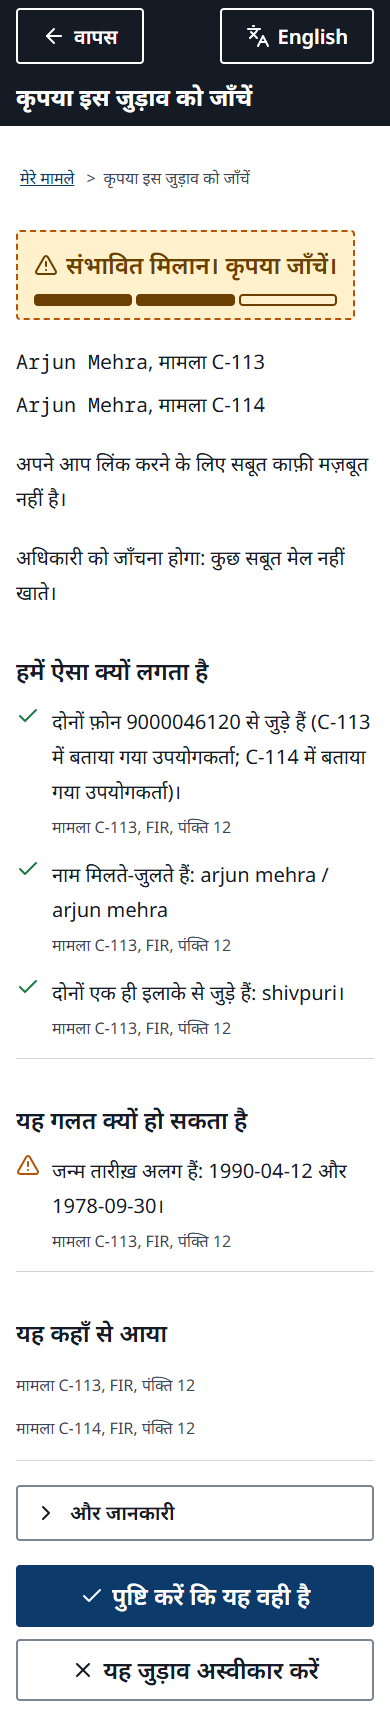 वापस
English
कृपया इस जुड़ाव को जाँचें
मेरे मामले > कृपया इस जुड़ाव को जाँचें
संभावित मिलान। कृपया जाँचें।
Arjun Mehra, मामला C-113
Arjun Mehra, मामला C-114
अपने आप लिंक करने के लिए सबूत काफ़ी मज़बूत
नहीं है।
अधिकारी को जाँचना होगा: कुछ सबूत मेल नहीं
खाते।
हमें ऐसा क्यों लगता है
दोनों फ़ोन 9000046120 से जुड़े हैं (C-113
में बताया गया उपयोगकर्ता; C-114 में बताया
गया उपयोगकर्ता)।
मामला C-113, FIR, पंक्ति 12
नाम मिलते-जुलते हैं: arjun mehra /
arjun mehra
मामला C-113, FIR, पंक्ति 12
दोनों एक ही इलाके से जुड़े हैं: shivpuri।
मामला C-113, FIR, पंक्ति 12
यह गलत क्यों हो सकता है
जन्म तारीख़ अलग हैं: 1990-04-12 और
1978-09-30।
मामला C-113, FIR, पंक्ति 12
यह कहाँ से आया
मामला C-113, FIR, पंक्ति 12
मामला C-114, FIR, पंक्ति 12
और जानकारी
पुष्टि करें कि यह वही है
यह जुड़ाव अस्वीकार करें